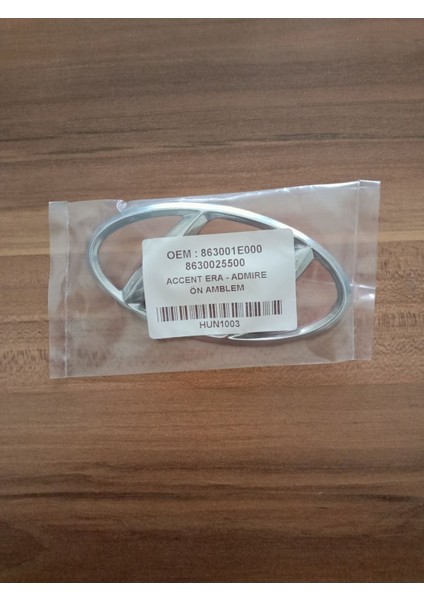 OEM : 863001E000
8630025500
ACCENT ERA - ADMIRE
ÖN AMBLEM
HUN1003